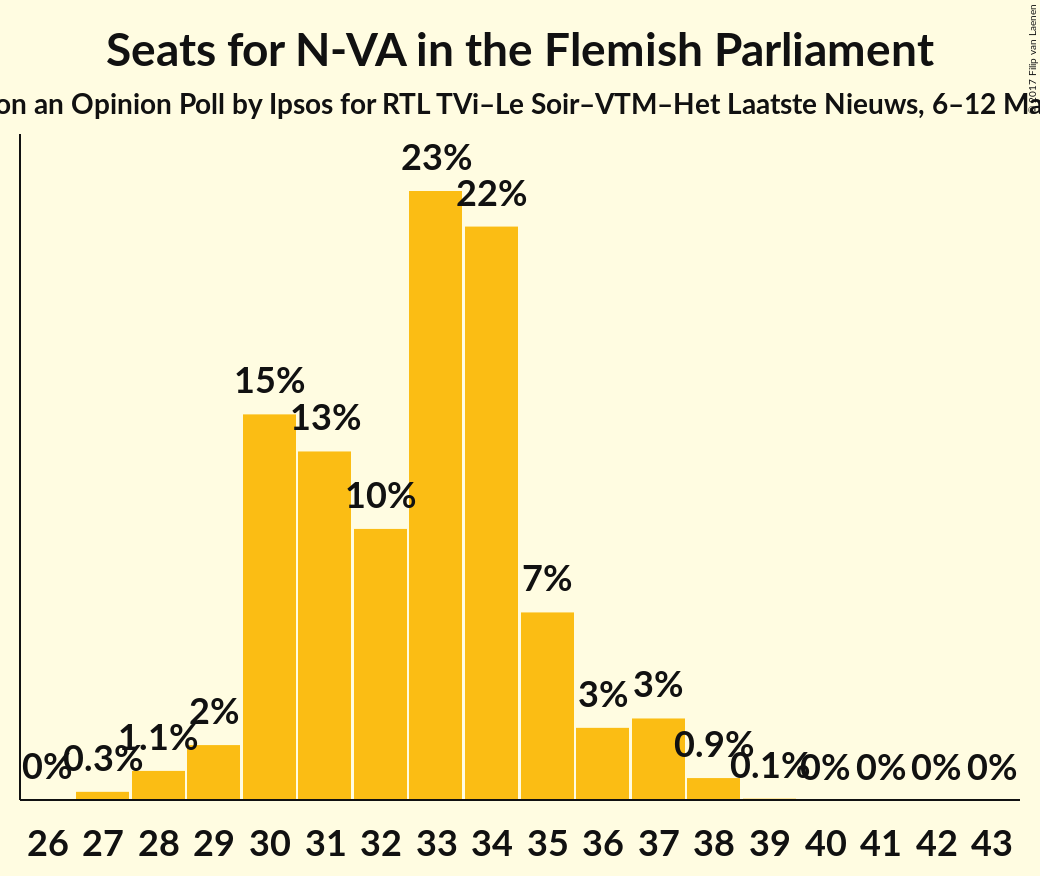 Seats for N-VA in the Flemish Parliament
on an Opinion Poll by Ipsos for RTL TVi–Le Soir–VTM–Het Laatste Nieuws, 6–12 Ma
© 2017 Filip van Laenen
0% 0.3% 1.1% 2% 15% 13% 10% 23% 22% 7% 3% 3% 0.9% 0.1% 0% 0% 0% 0%
26 27 28 29 30 31 32 33 34 35 36 37 38 39 40 41 42 43